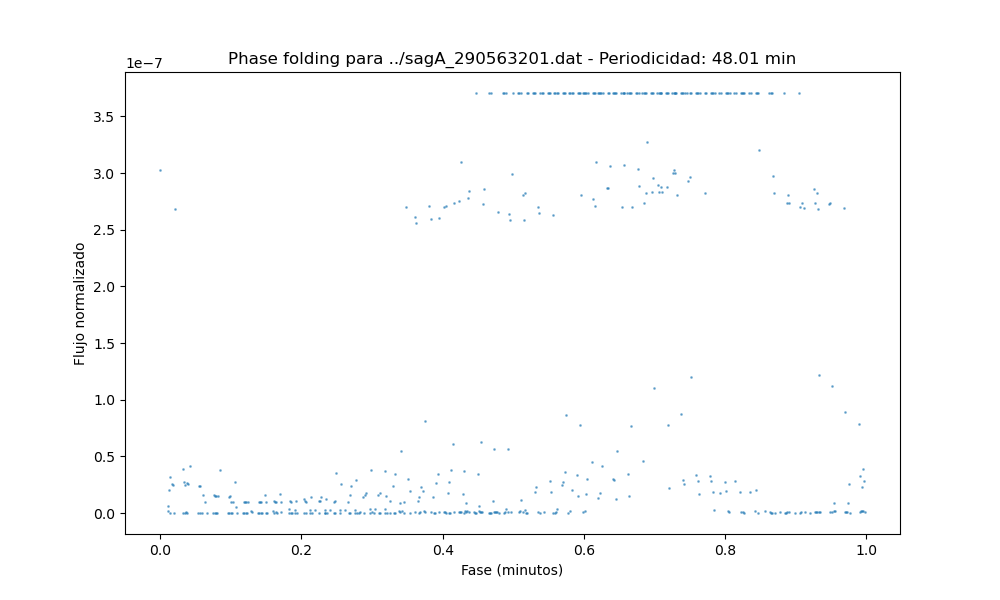 Phase folding para ../sagA_290563201.dat - Periodicidad: 48.01 min
1e−7
3.5
3.0
2.5
2.0
1.5
1.0
0.5
0.0
Flujo normalizado
0.0 0.2 0.4 0.6 0.8 1.0
Fase (minutos)